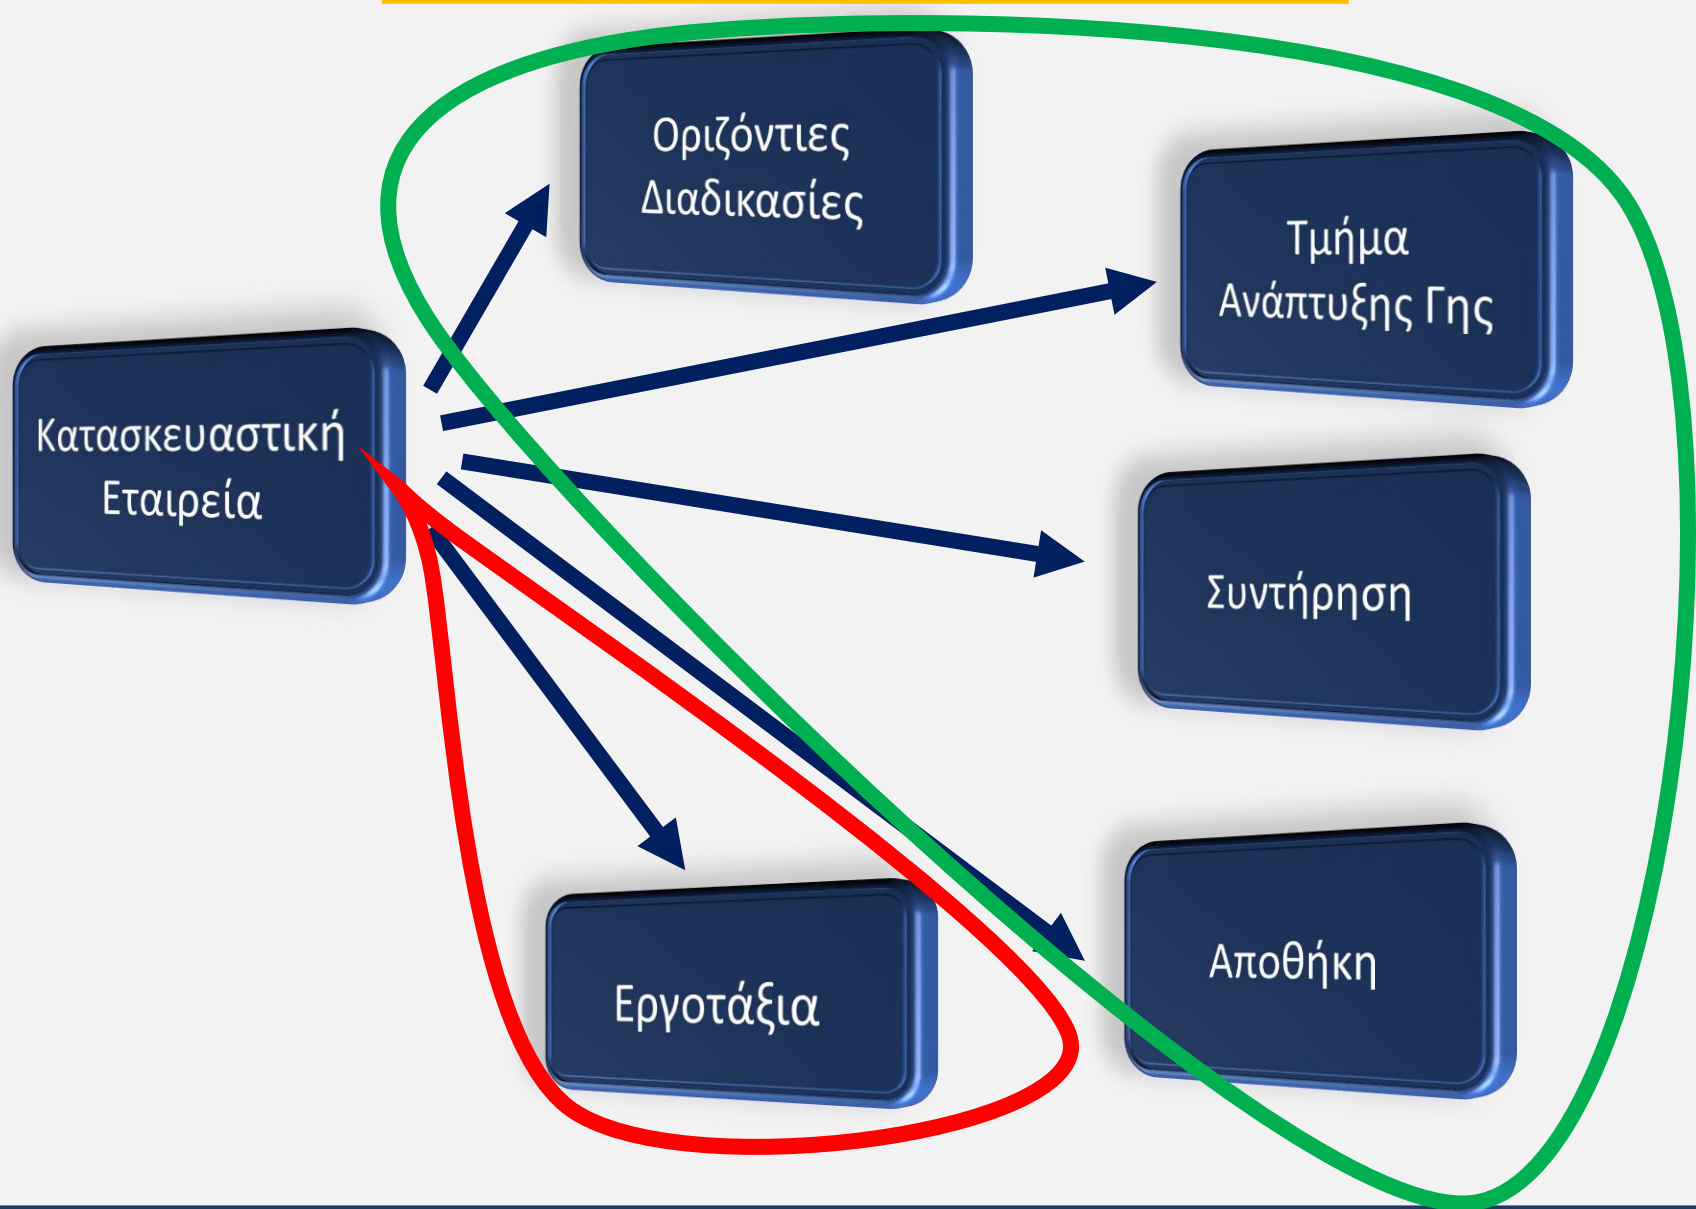 Οριζόντιες
Διαδικασίες
Τμήμα
Ανάπτυξης Γης
Κατασκευαστική
Εταιρεία
Συντήρηση
Αποθήκη
Εργοτάξια